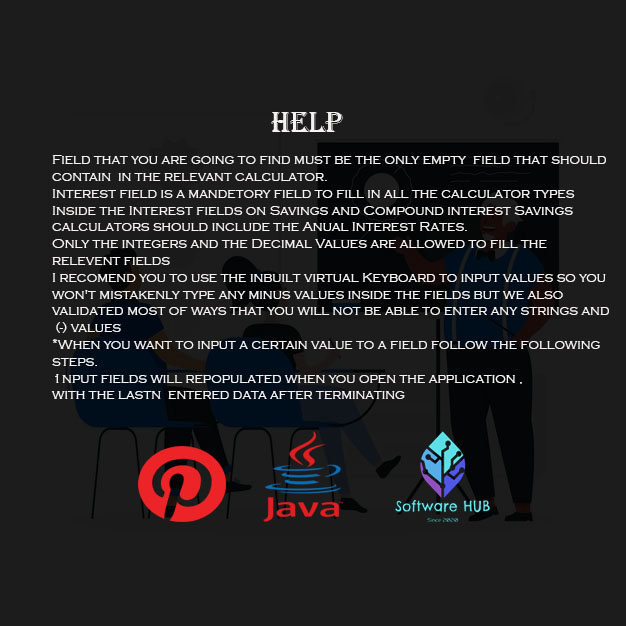 HELP
Field that you are going to find must be the only empty  field that should
contain  in the relevant calculator.
Interest field is a mandetory field to fill in all the calculator types
Inside the Interest fields on Savings and Compound interest Savings
calculators should include the Anual Interest Rates.
Only the integers and the Decimal Values are allowed to fill the
relevent fields
I recomend you to use the inbuilt virtual Keyboard to input values so you
won't mistakenly type any minus values inside the fields but we also
validated most of ways that you will not be able to enter any strings and
(-) values
*When you want to input a certain value to a field follow the following
steps.
1nput fields will repopulated when you open the application ,
with the lastn  entered data after terminating
Java
Software HUB
Since 2020